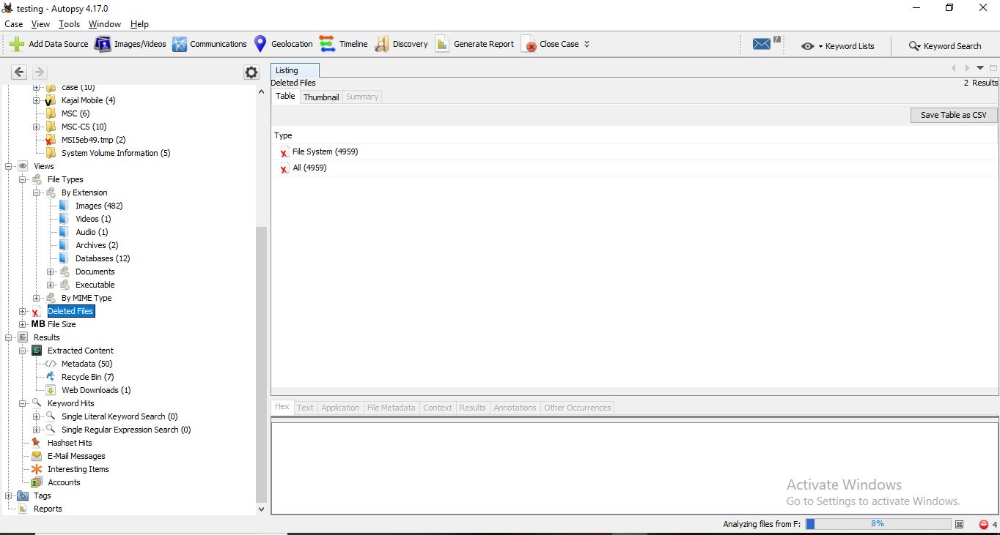 testing - Autopsy 4.17.0
Case View Tools Window Help
Add Data Source Images/Videos Communications Geolocation Timeline Discovery Generate Report Close Case 7 Keyword Lists Keyword Search
case (10)
Kajal Mobile (4)
MSC (6)
MSC-CS (10)
MSI5eb49.tmp (2)
System Volume Information (5)
Views
File Types
By Extension
Images (482)
Videos (1)
Audio (1)
Archives (2)
Databases (12)
Documents
Executable
By MIME Type
Deleted Files
MB File Size
Results
Extracted Content
Metadata (50)
Recycle Bin (7)
Web Downloads (1)
Keyword Hits
Single Literal Keyword Search (0)
Single Regular Expression Search (0)
Hashset Hits
E-Mail Messages
Interesting Items
Accounts
Tags
Reports
Listing
Deleted Files 2 Results
Table Thumbnail Summary
Save Table as CSV
Type
File System (4959)
All (4959)
Hex Text Application File Metadata Context Results Annotations Other Occurrences
Activate Windows
Go to Settings to activate Windows.
Analyzing files from F: 8% 4